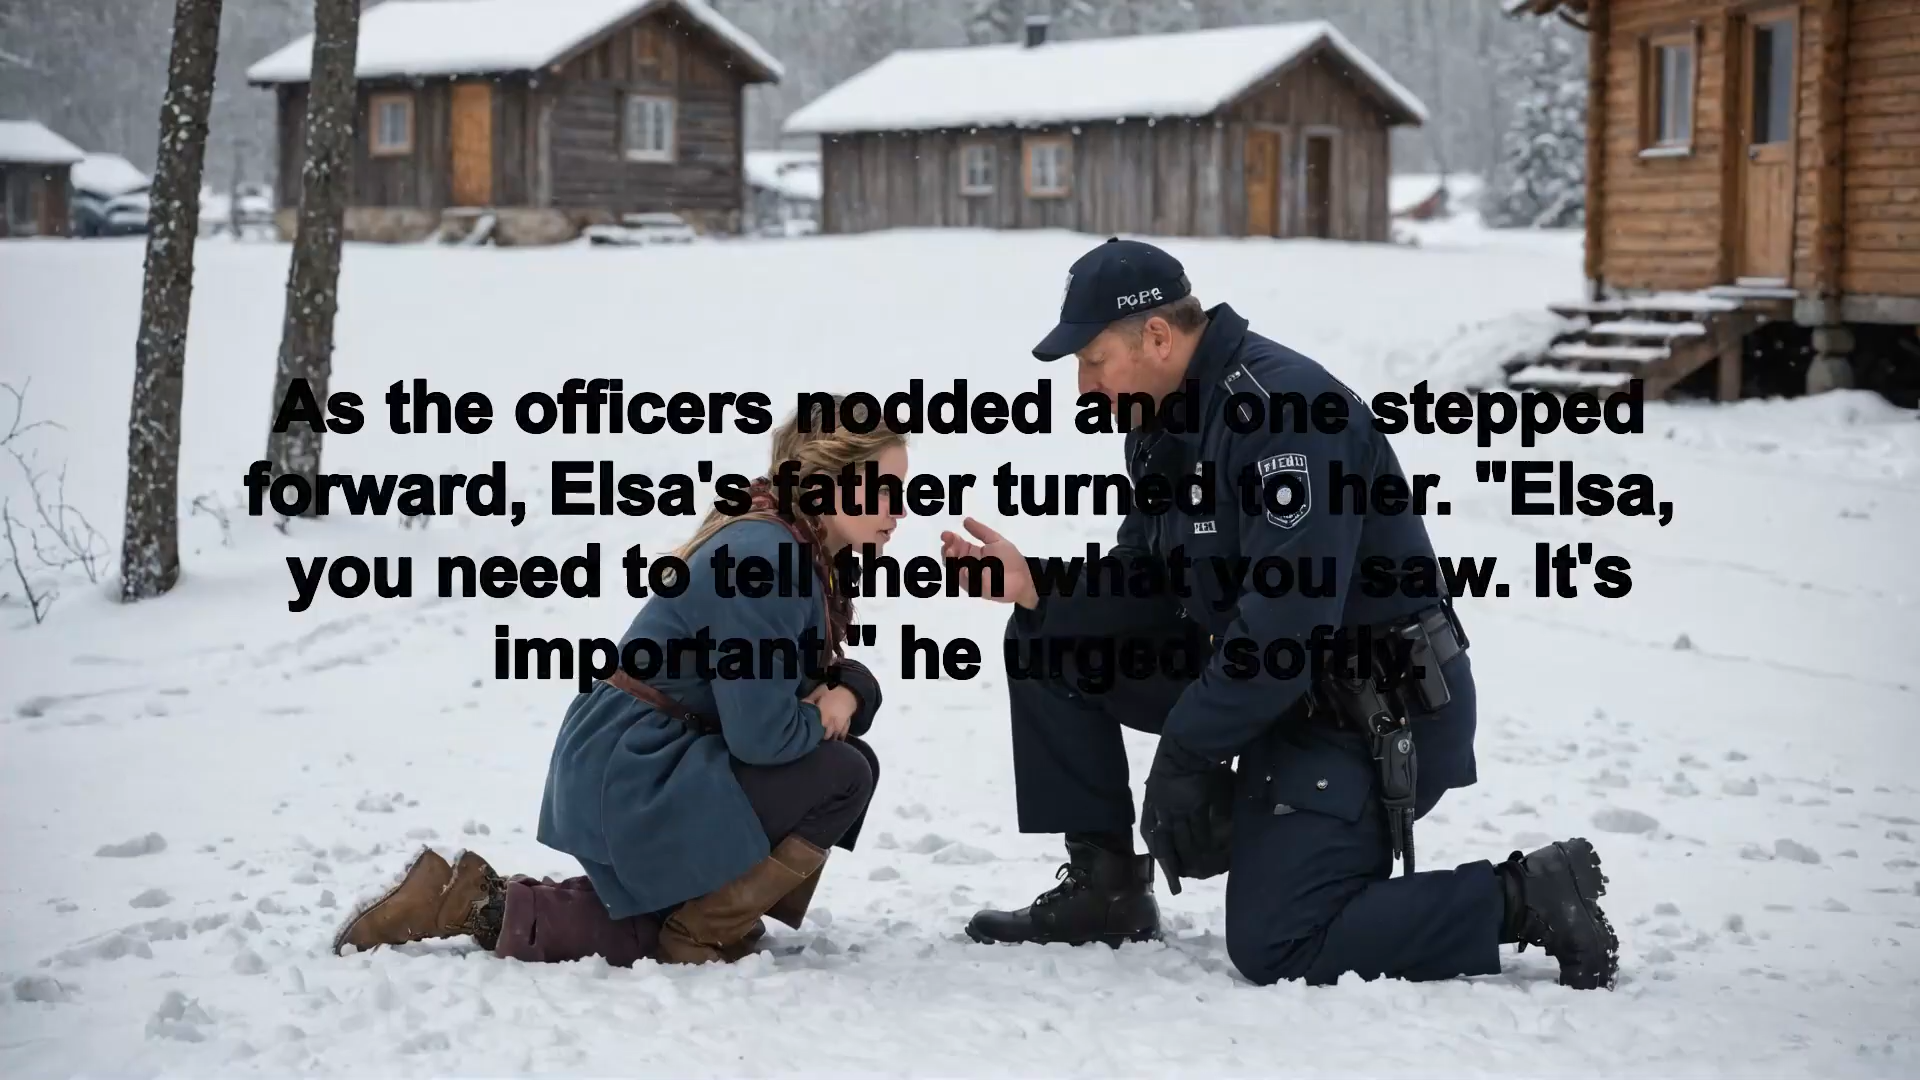 As the officers nodded and one stepped
forward, Elsa's father turned to her. "Elsa,
you need to tell them what you saw. It's
important," he urged softly.